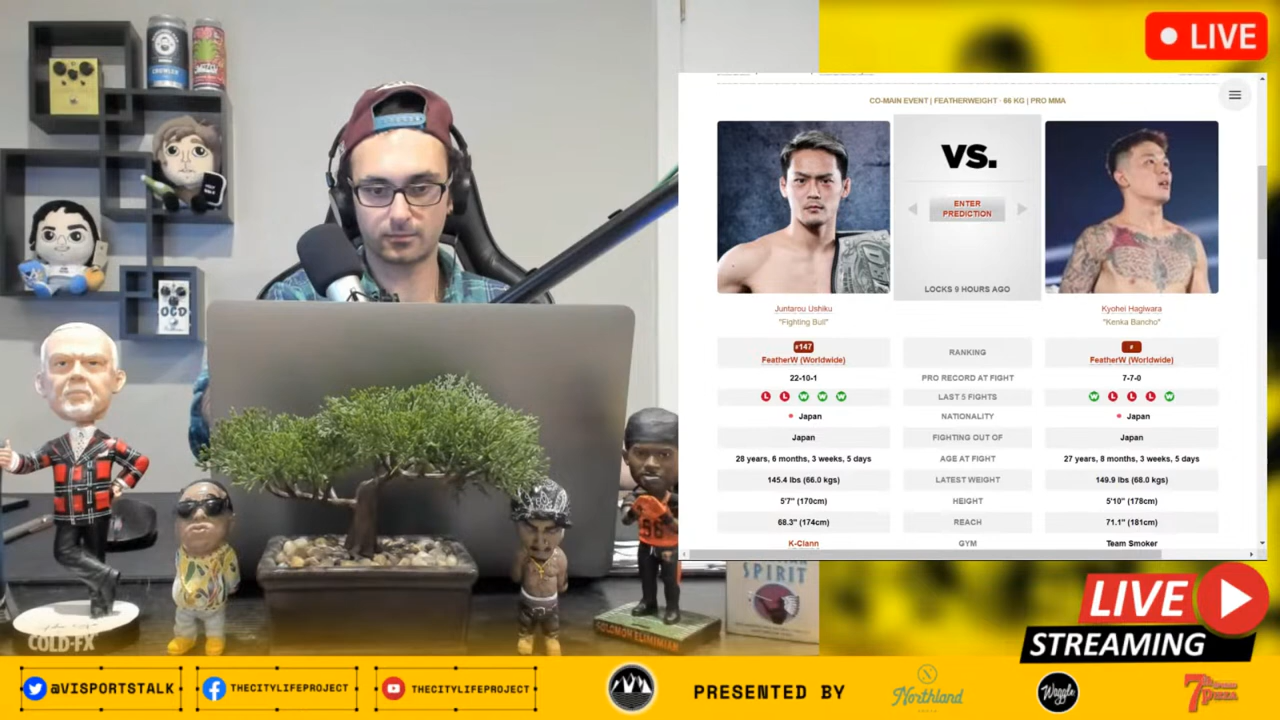 LIVE
CO-MAIN EVENT | FEATHERWEIGHT · 66 KG | PRO MMA
VS.
ENTER
PREDICTION
LOCKS 9 HOURS AGO
Juntarou Ushiku
"Fighting Bull"
Kyohei Hagiwara
"Kenka Bancho"
#147
FeatherW (Worldwide)
RANKING
#
FeatherW (Worldwide)
22-10-1
PRO RECORD AT FIGHT
7-7-0
L L W W W
LAST 5 FIGHTS
W L L L W
Japan
NATIONALITY
Japan
Japan
FIGHTING OUT OF
Japan
28 years, 6 months, 3 weeks, 5 days
AGE AT FIGHT
27 years, 8 months, 3 weeks, 5 days
145.4 lbs (66.0 kgs)
LATEST WEIGHT
149.9 lbs (68.0 kgs)
5'7" (170cm)
HEIGHT
5'10" (178cm)
68.3" (174cm)
REACH
71.1" (181cm)
K-Clann
GYM
Team Smoker
CROWLER
OCD
COLD-FX
96
SOLOMON ELIMIMIAN
SPIRIT
LIVE
STREAMING
@VISPORTSTALK
THECITYLIFEPROJECT
THECITYLIFEPROJECT
PRESENTED BY
Northland
Waggle
PIZZA